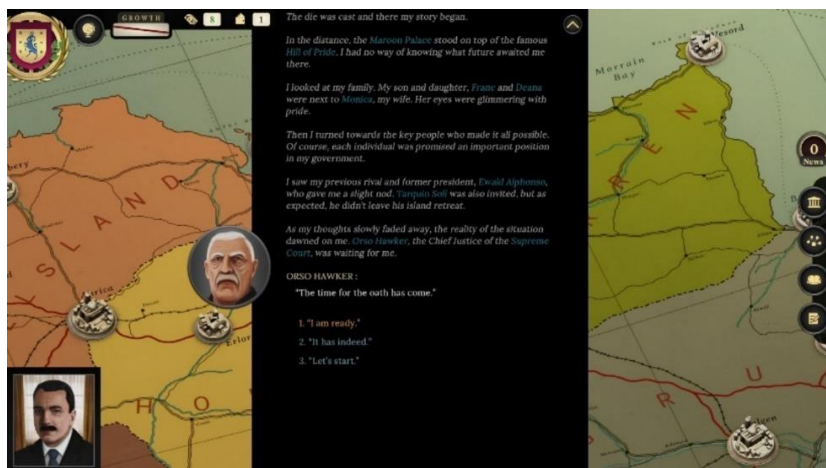 GROWTH
8
1
The die was cast and there my story began.
In the distance, the Maroon Palace stood on top of the famous
Hill of Pride. I had no way of knowing what future awaited me
there.
I looked at my family. My son and daughter, Franc and Deana
were next to Monica, my wife. Her eyes were glimmering with
pride.
Then I turned towards the key people who made it all possible.
Of course, each individual was promised an important position
in my government.
I saw my previous rival and former president, Ewald Alphonso,
who gave me a slight nod. Tarquin Soll was also invited, but as
expected, he didn't leave his island retreat.
As my thoughts slowly faded away, the reality of the situation
dawned on me. Orso Hawker, the Chief Justice of the Supreme
Court, was waiting for me.
ORSO HAWKER :
"The time for the oath has come."
1. "I am ready."
2. "It has indeed."
3. "Let's start."
Morrain
Bay
REN
0
News
YSLAND
HO
RU